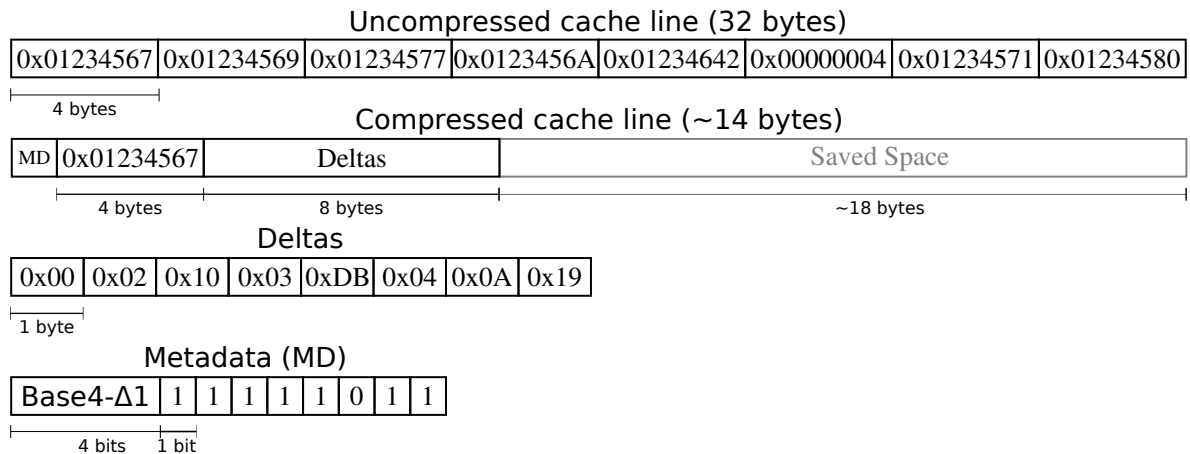 Uncompressed cache line (32 bytes)
0x01234567 0x01234569 0x01234577 0x0123456A 0x01234642 0x00000004 0x01234571 0x01234580
4 bytes
Compressed cache line (~14 bytes)
MD 0x01234567 Deltas Saved Space
4 bytes 8 bytes ~18 bytes
Deltas
0x00 0x02 0x10 0x03 0xDB 0x04 0x0A 0x19
1 byte
Metadata (MD)
Base4-Δ1 1 1 1 1 1 0 1 1
4 bits 1 bit